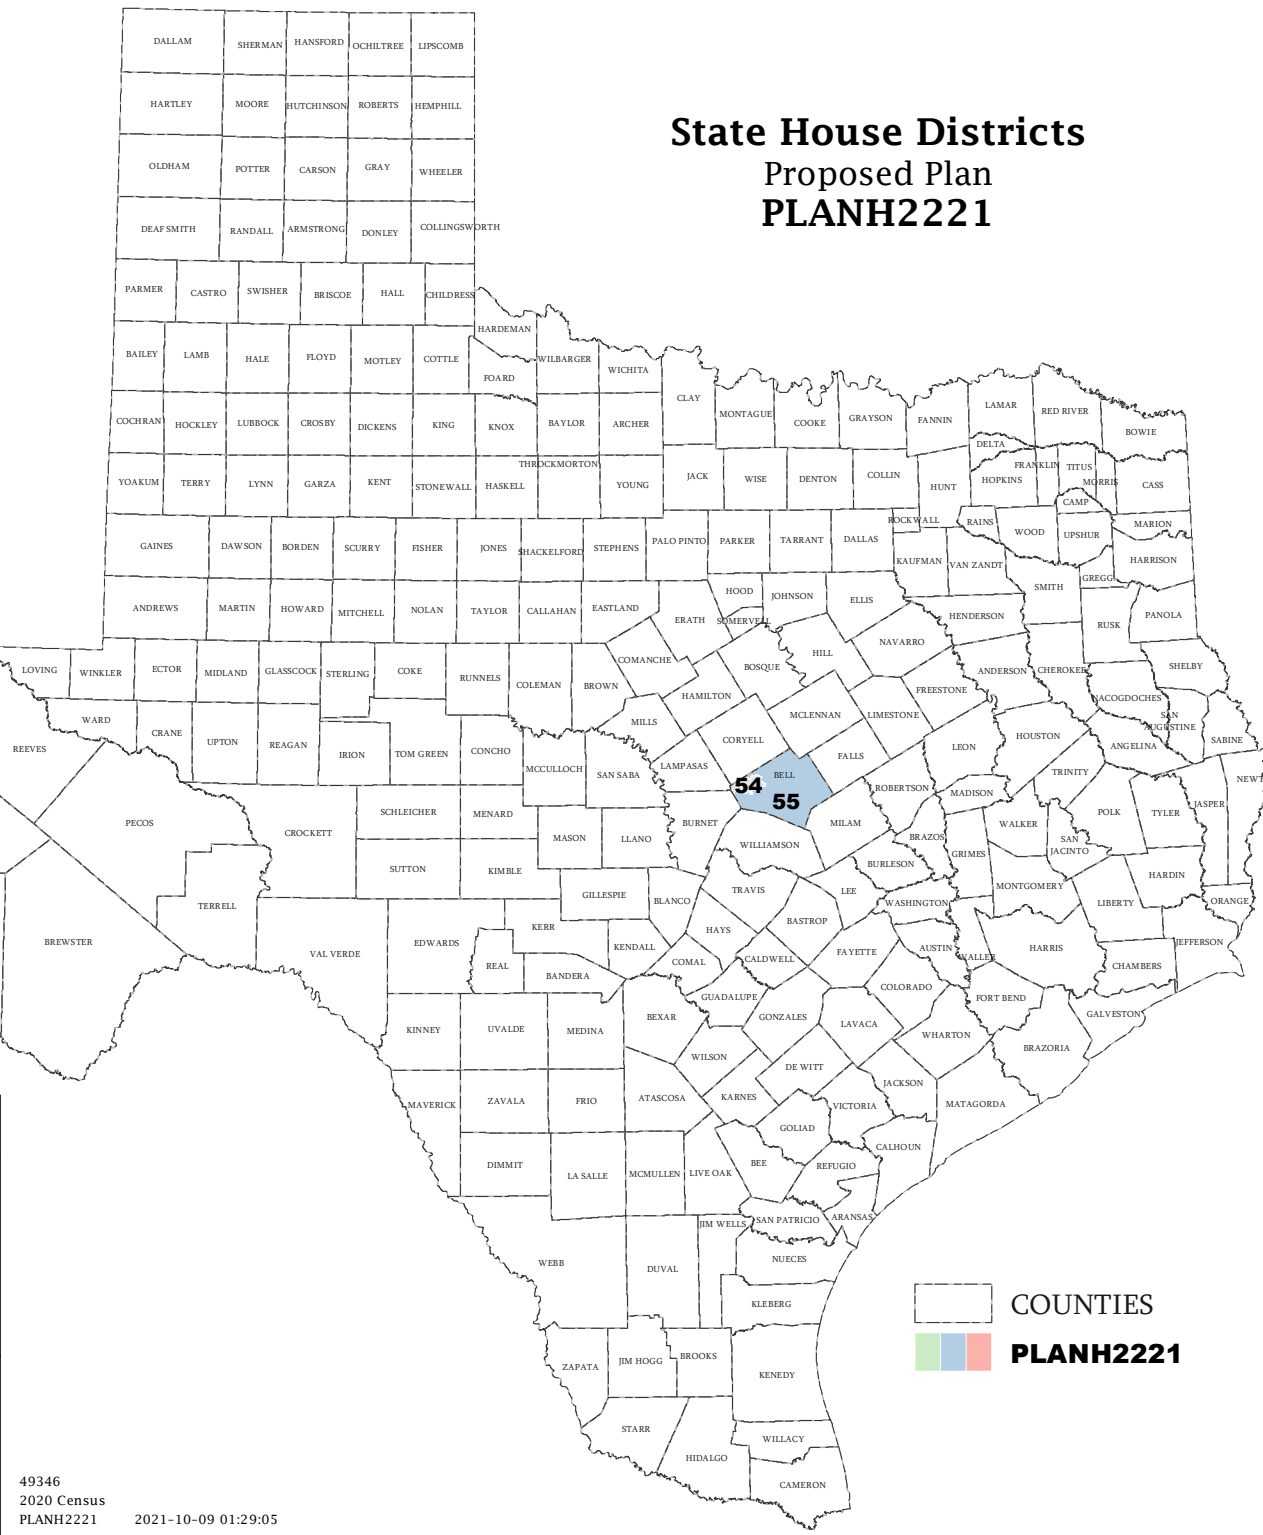 State House Districts
Proposed Plan
PLANH2221
DALLAM
SHERMAN
HANSFORD
OCHILTREE
LIPSCOMB
HARTLEY
MOORE
HUTCHINSON
ROBERTS
HEMPHILL
OLDHAM
POTTER
CARSON
GRAY
WHEELER
DEAF SMITH
RANDALL
ARMSTRONG
DONLEY
COLLINGSWORTH
PARMER
CASTRO
SWISHER
BRISCOE
HALL
CHILDRESS
HARDEMAN
BAILEY
LAMB
HALE
FLOYD
MOTLEY
COTTLE
FOARD
WILBARGER
WICHITA
CLAY
MONTAGUE
COOKE
GRAYSON
FANNIN
LAMAR
RED RIVER
BOWIE
COCHRAN
HOCKLEY
LUBBOCK
CROSBY
DICKENS
KING
KNOX
BAYLOR
ARCHER
DELTA
YOAKUM
TERRY
LYNN
GARZA
KENT
STONEWALL
HASKELL
THROCKMORTON
YOUNG
JACK
WISE
DENTON
COLLIN
HUNT
HOPKINS
FRANKLIN
TITUS
MORRIS
CAMP
CASS
GAINES
DAWSON
BORDEN
SCURRY
FISHER
JONES
SHACKELFORD
STEPHENS
PALO PINTO
PARKER
TARRANT
DALLAS
ROCKWALL
RAINS
WOOD
UPSHUR
MARION
KAUFMAN
VAN ZANDT
HARRISON
GREGG
SMITH
ANDREWS
MARTIN
HOWARD
MITCHELL
NOLAN
TAYLOR
CALLAHAN
EASTLAND
ERATH
HOOD
SOMERVELL
JOHNSON
ELLIS
HENDERSON
RUSK
PANOLA
LOVING
WINKLER
ECTOR
MIDLAND
GLASSCOCK
STERLING
COKE
RUNNELS
COLEMAN
BROWN
COMANCHE
HAMILTON
BOSQUE
HILL
NAVARRO
ANDERSON
CHEROKEE
SHELBY
FREESTONE
NACOGDOCHES
SAN
AUGUSTINE
SABINE
WARD
CRANE
UPTON
REAGAN
IRION
TOM GREEN
CONCHO
MCCULLOCH
SAN SABA
MILLS
LAMPASAS
CORYELL
MCLENNAN
LIMESTONE
FALLS
LEON
HOUSTON
ANGELINA
TRINITY
REEVES
PECOS
CROCKETT
SCHLEICHER
MENARD
MASON
LLANO
BURNET
BELL
54
55
MILAM
ROBERTSON
MADISON
WALKER
POLK
TYLER
JASPER
NEWT
WILLIAMSON
BRAZOS
GRIMES
SAN
JACINTO
SUTTON
KIMBLE
GILLESPIE
BLANCO
TRAVIS
LEE
BURLESON
WASHINGTON
MONTGOMERY
LIBERTY
HARDIN
ORANGE
TERRELL
VAL VERDE
EDWARDS
KERR
REAL
BANDERA
KENDALL
COMAL
HAYS
CALDWELL
BASTROP
FAYETTE
AUSTIN
WALLER
HARRIS
CHAMBERS
JEFFERSON
BREWSTER
KINNEY
UVALDE
MEDINA
BEXAR
GUADALUPE
GONZALES
LAVACA
COLORADO
FORT BEND
GALVESTON
WHARTON
BRAZORIA
MAVERICK
ZAVALA
FRIO
ATASCOSA
WILSON
KARNES
DE WITT
VICTORIA
JACKSON
MATAGORDA
GOLIAD
CALHOUN
DIMMIT
LA SALLE
MCMULLEN
LIVE OAK
BEE
REFUGIO
ARANSAS
SAN PATRICIO
JIM WELLS
WEBB
DUVAL
NUECES
KLEBERG
ZAPATA
JIM HOGG
BROOKS
KENEDY
STARR
HIDALGO
WILLACY
CAMERON
COUNTIES
PLANH2221
49346
2020 Census
PLANH2221 2021-10-09 01:29:05